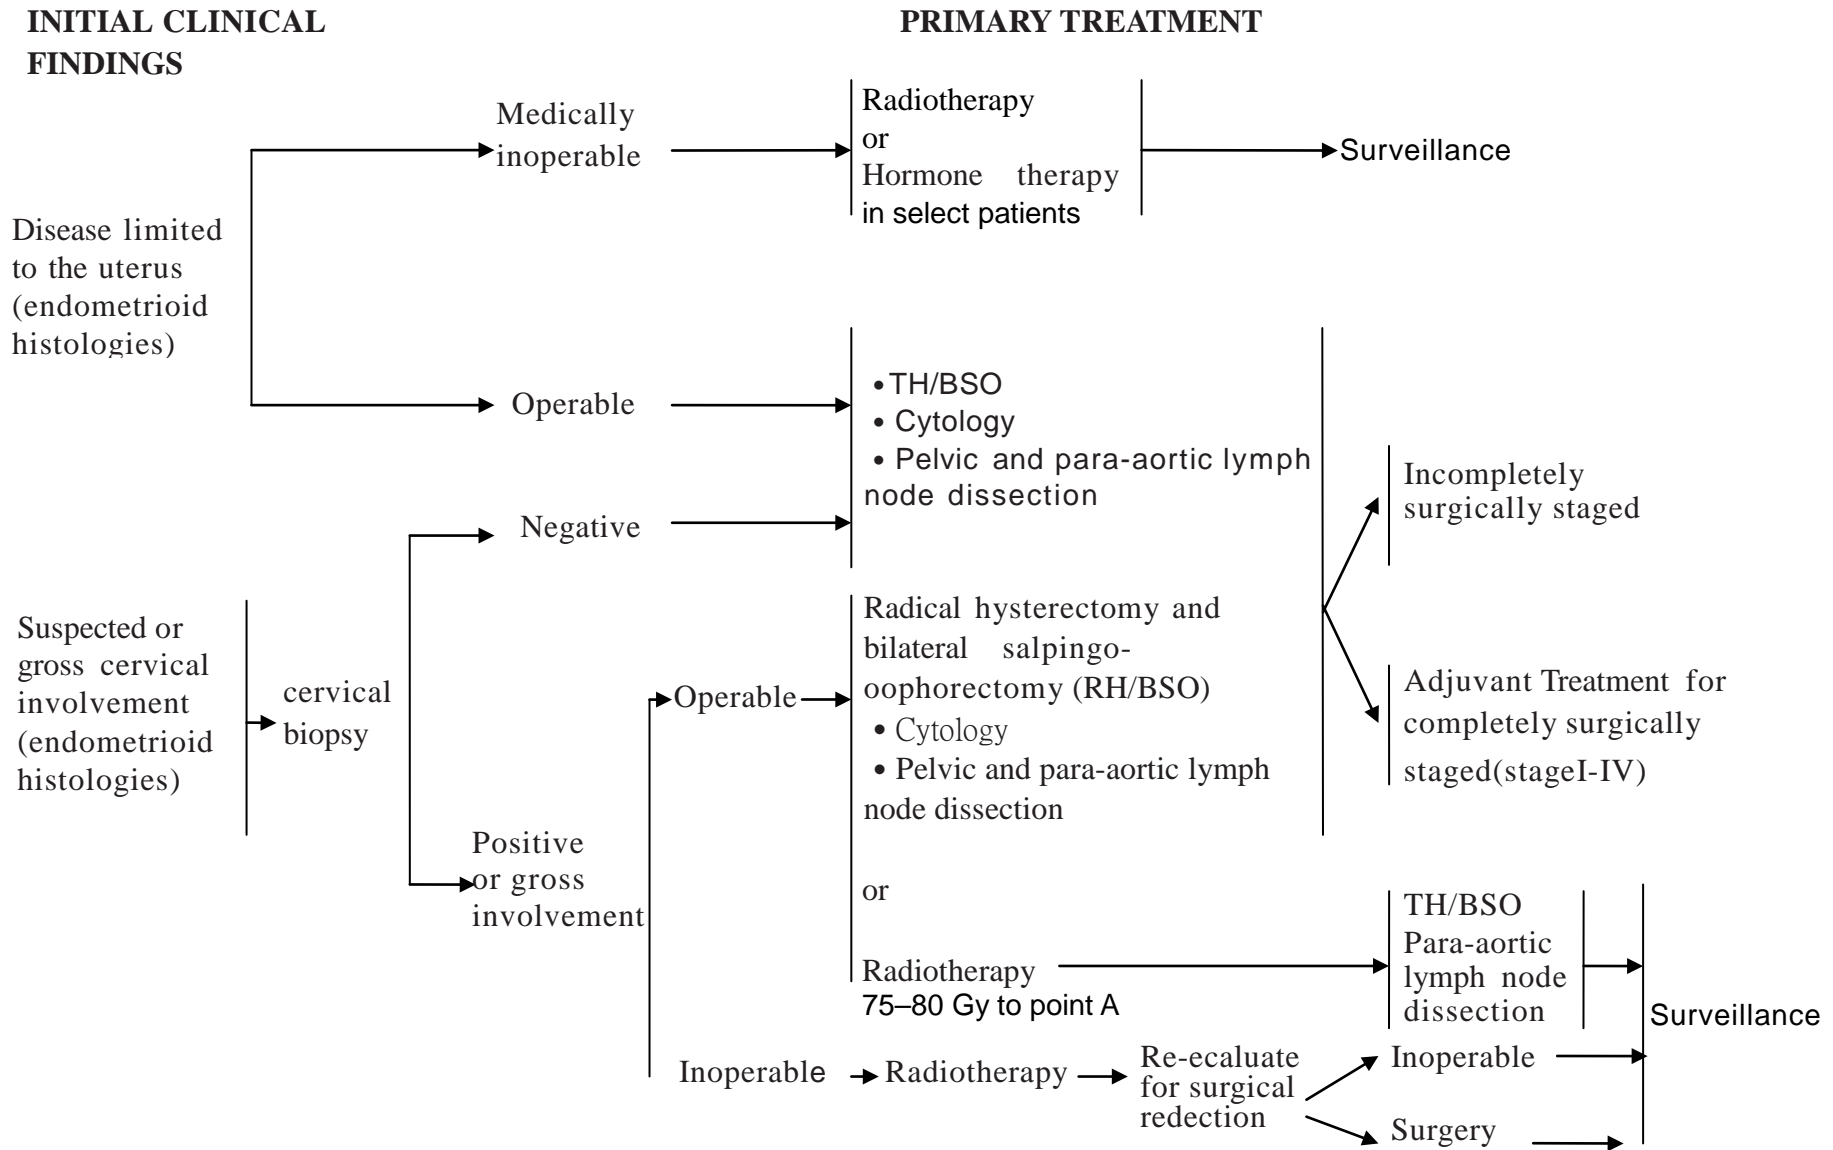 INITIAL CLINICAL
FINDINGS
PRIMARY TREATMENT
Medically
inoperable
Radiotherapy
or
Hormone therapy
in select patients
Surveillance
Disease limited
to the uterus
(endometrioid
histologies)
Operable
•TH/BSO
• Cytology
• Pelvic and para-aortic lymph
node dissection
Negative
Incompletely
surgically staged
Suspected or
gross cervical
involvement
(endometrioid
histologies)
cervical
biopsy
Operable
Radical hysterectomy and
bilateral salpingo-
oophorectomy (RH/BSO)
• Cytology
• Pelvic and para-aortic lymph
node dissection
Adjuvant Treatment for
completely surgically
staged(stageI-IV)
Positive
or gross
involvement
or
Radiotherapy
75–80 Gy to point A
TH/BSO
Para-aortic
lymph node
dissection
Surveillance
Inoperable
Radiotherapy
Re-ecaluate
for surgical
redection
Inoperable
Surgery